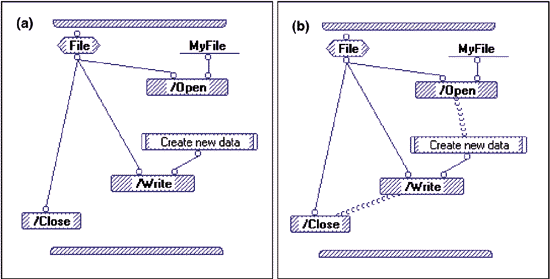 (a)
File
MyFile
/Open
Create new data
/Write
/Close
(b)
File
MyFile
/Open
Create new data
/Write
/Close